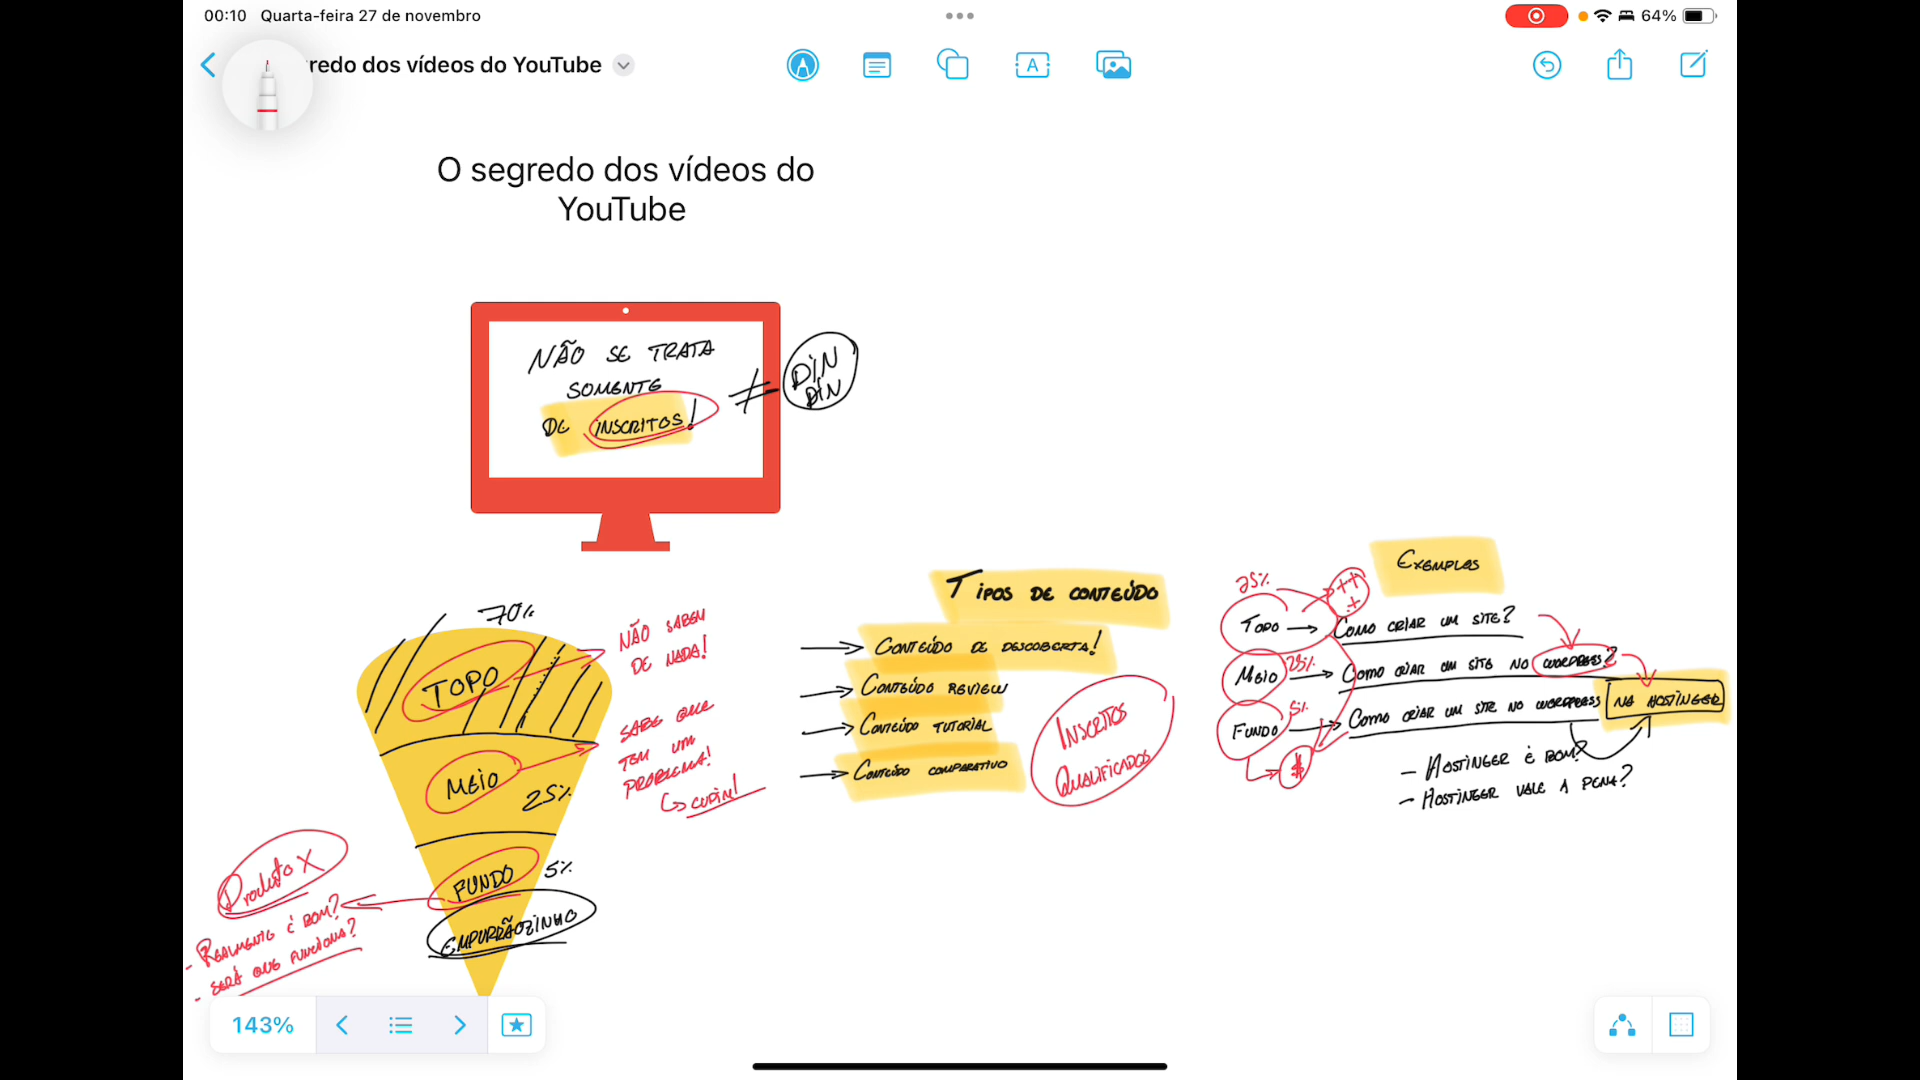 00:10 Quarta-feira 27 de novembro
64%
redo dos vídeos do YouTube
A
O segredo dos vídeos do
YouTube
NÃO SE TRATA
SOMENTE
DE INSCRITOS!
≠
DIN
DIN
70%
TOPO
NÃO SABEM
DE NADA!
MEIO
25%
SABE QUE
TEM UM
PROBLEMA!
FUNDO
5%
EMPURRÃOZINHO
Produto X
- REALMENTE É BOM?
- SERÁ QUE FUNCIONA?
TIPOS DE CONTEÚDO
CONTEÚDO DE DESCOBERTA!
CONTEÚDO REVIEW
CONTEÚDO TUTORIAL
CONTEÚDO COMPARATIVO
INSCRITOS
QUALIFICADOS
EXEMPLOS
++
+
TOPO → COMO CRIAR UM SITE?
MEIO 25% → COMO CRIAR UM SITE NO WORDPRESS?
FUNDO 5% → COMO CRIAR UM SITE NO WORDPRESS NA HOSTINGER
$
- HOSTINGER É BOM?
- HOSTINGER VALE A PENA?
143%